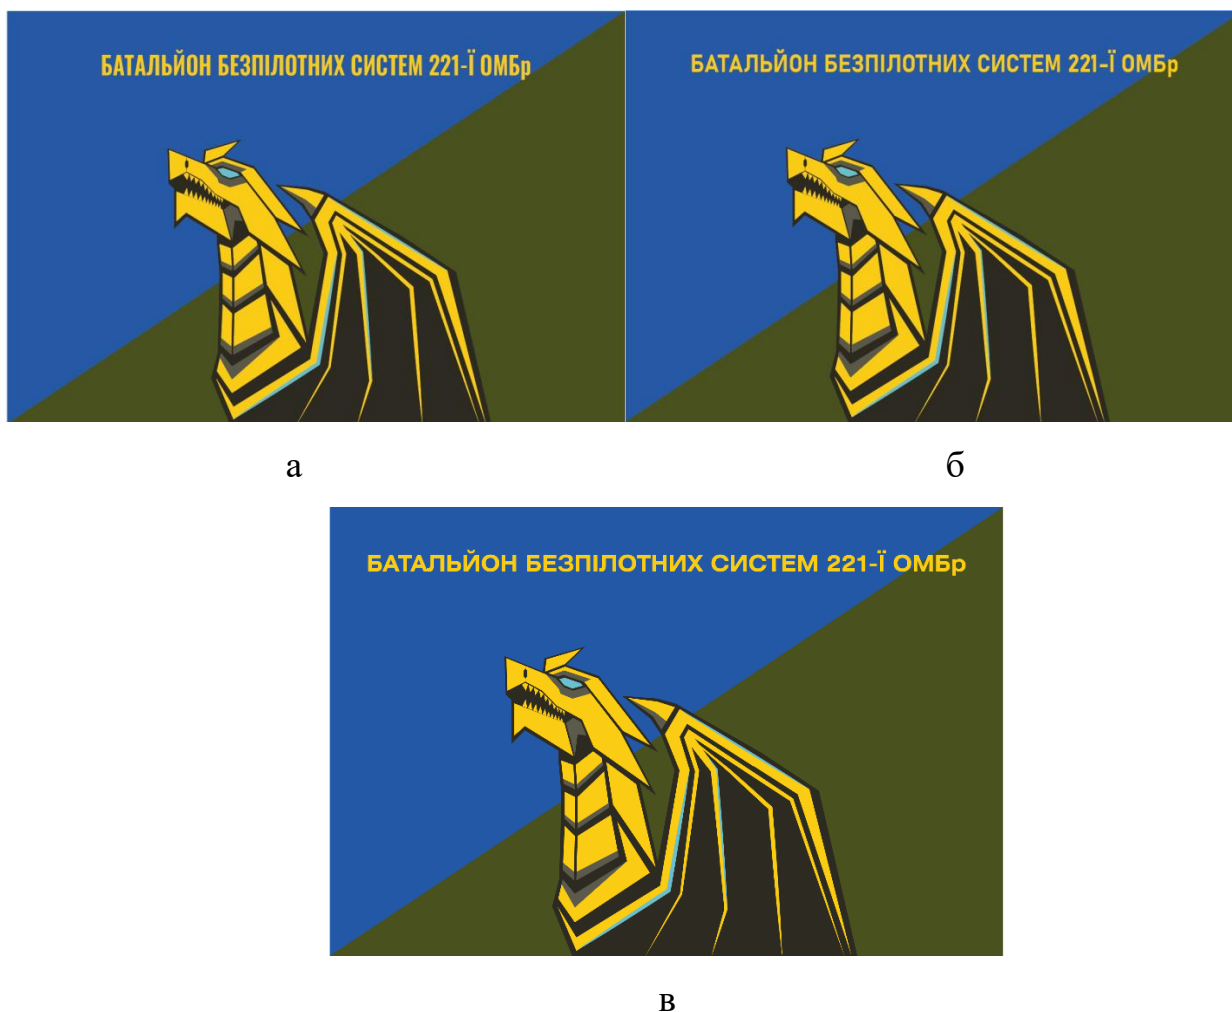 БАТАЛЬЙОН БЕЗПІЛОТНИХ СИСТЕМ 221-Ї ОМБр
БАТАЛЬЙОН БЕЗПІЛОТНИХ СИСТЕМ 221-Ї ОМБр
а
б
БАТАЛЬЙОН БЕЗПІЛОТНИХ СИСТЕМ 221-Ї ОМБр
в